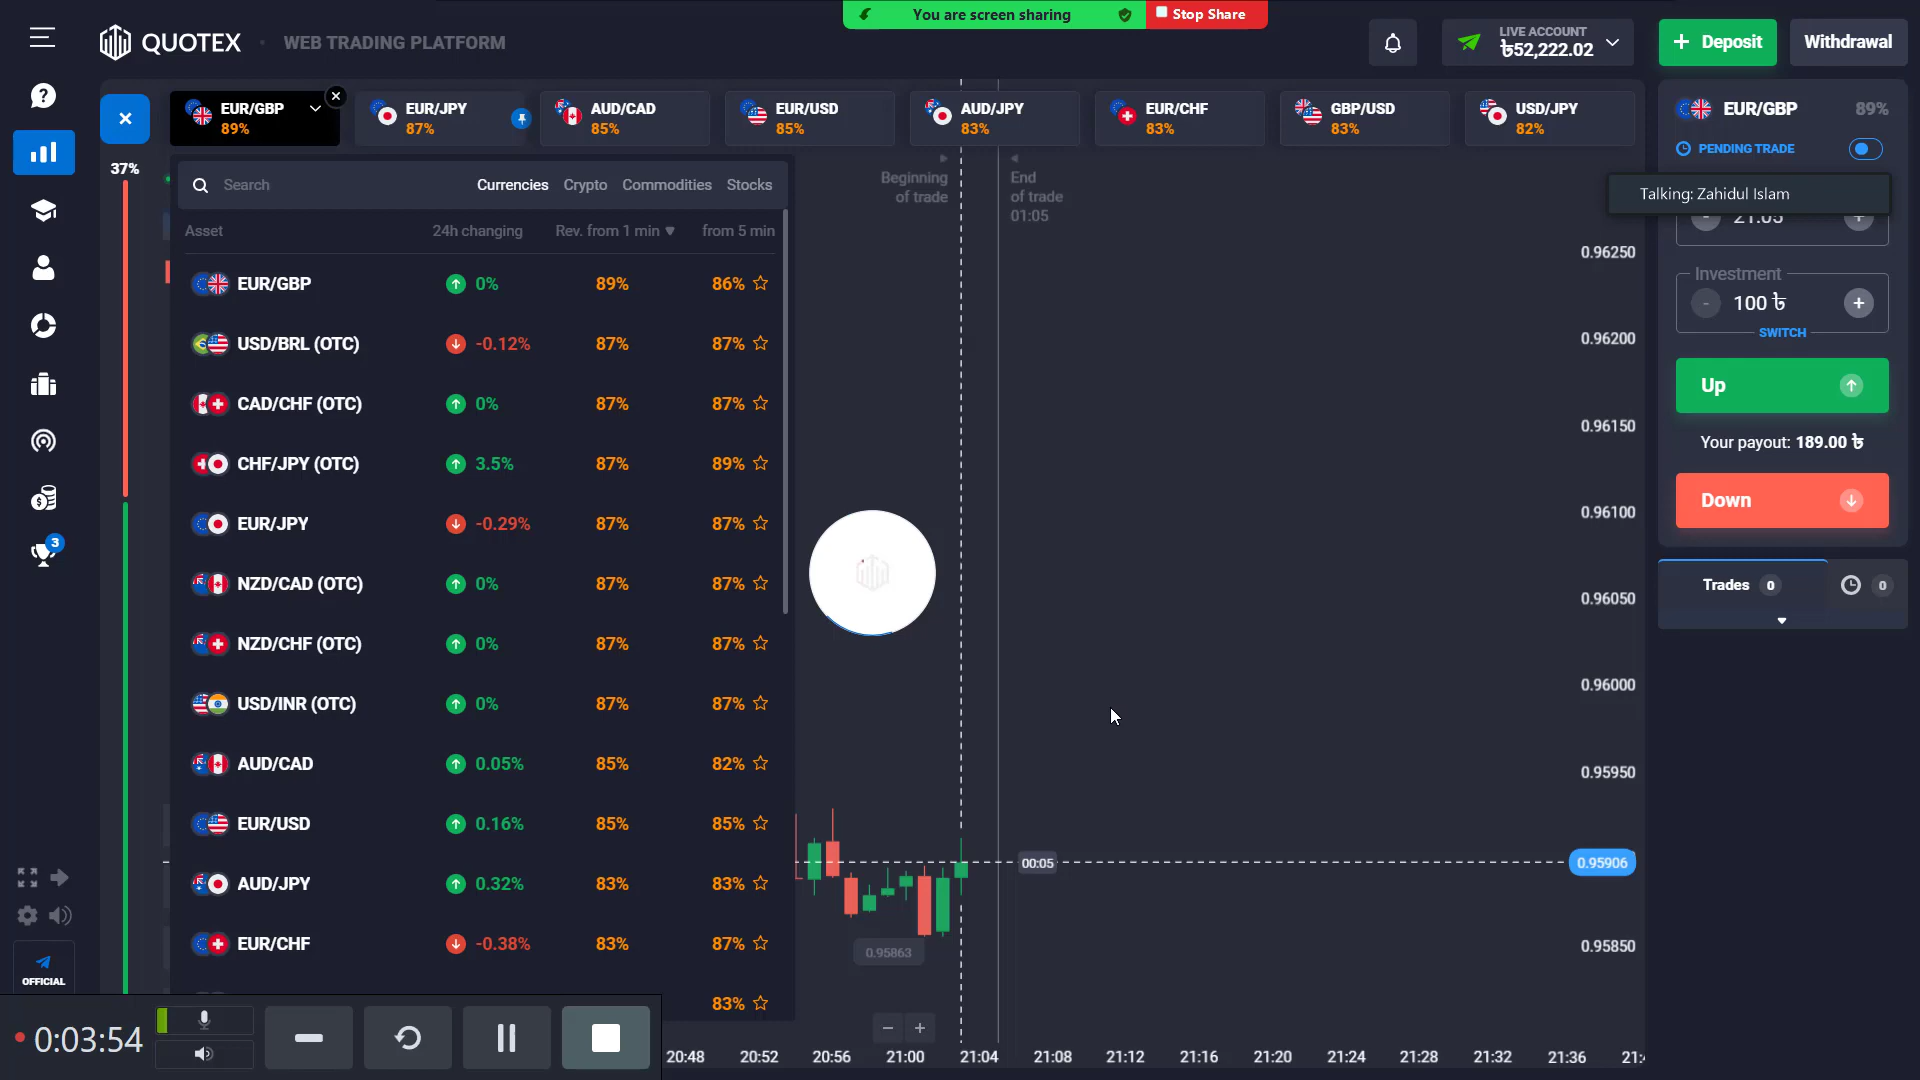 You are screen sharing
Stop Share
QUOTEX
WEB TRADING PLATFORM
LIVE ACCOUNT
৳52,222.02
+ Deposit
Withdrawal
EUR/GBP
89%
EUR/JPY
87%
AUD/CAD
85%
EUR/USD
85%
AUD/JPY
83%
EUR/CHF
83%
GBP/USD
83%
USD/JPY
82%
EUR/GBP 89%
PENDING TRADE
Talking: Zahidul Islam
- 21:05 +
Investment
- 100 ৳ +
SWITCH
Up
Your payout: 189.00 ৳
Down
Trades 0
0
37%
Search Currencies Crypto Commodities Stocks
Asset 24h changing Rev. from 1 min ▼ from 5 min
EUR/GBP 0% 89% 86%
USD/BRL (OTC) -0.12% 87% 87%
CAD/CHF (OTC) 0% 87% 87%
CHF/JPY (OTC) 3.5% 87% 89%
EUR/JPY -0.29% 87% 87%
NZD/CAD (OTC) 0% 87% 87%
NZD/CHF (OTC) 0% 87% 87%
USD/INR (OTC) 0% 87% 87%
AUD/CAD 0.05% 85% 82%
EUR/USD 0.16% 85% 85%
AUD/JPY 0.32% 83% 83%
EUR/CHF -0.38% 83% 87%
83%
Beginning
of trade
End
of trade
01:05
0.96250
0.96200
0.96150
0.96100
0.96050
0.96000
0.95950
00:05
0.95906
0.95863
0.95850
3
OFFICIAL
0:03:54
20:48 20:52 20:56 21:00 21:04 21:08 21:12 21:16 21:20 21:24 21:28 21:32 21:36